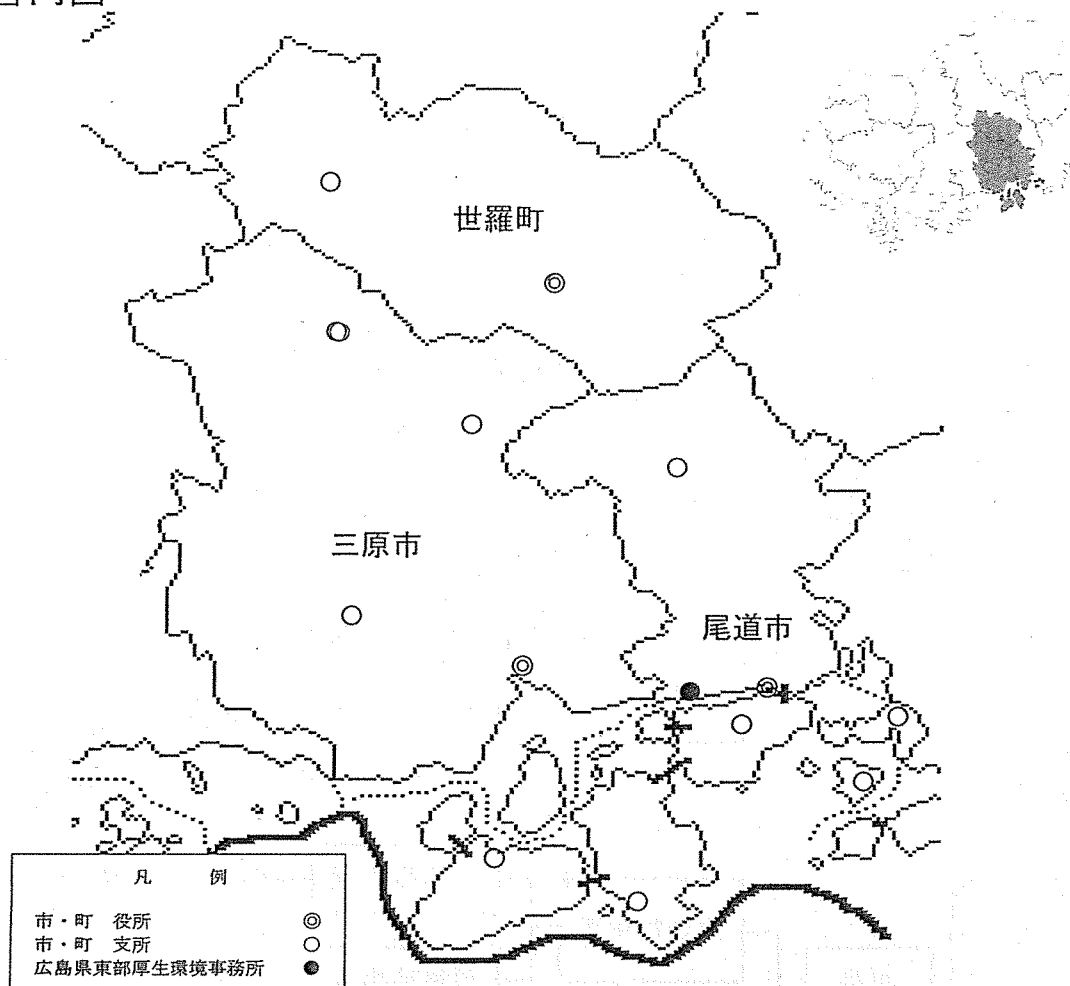 世羅町
三原市
尾道市
凡 例
市・町 役所 ◎
市・町 支所 ○
広島県東部厚生環境事務所 ●